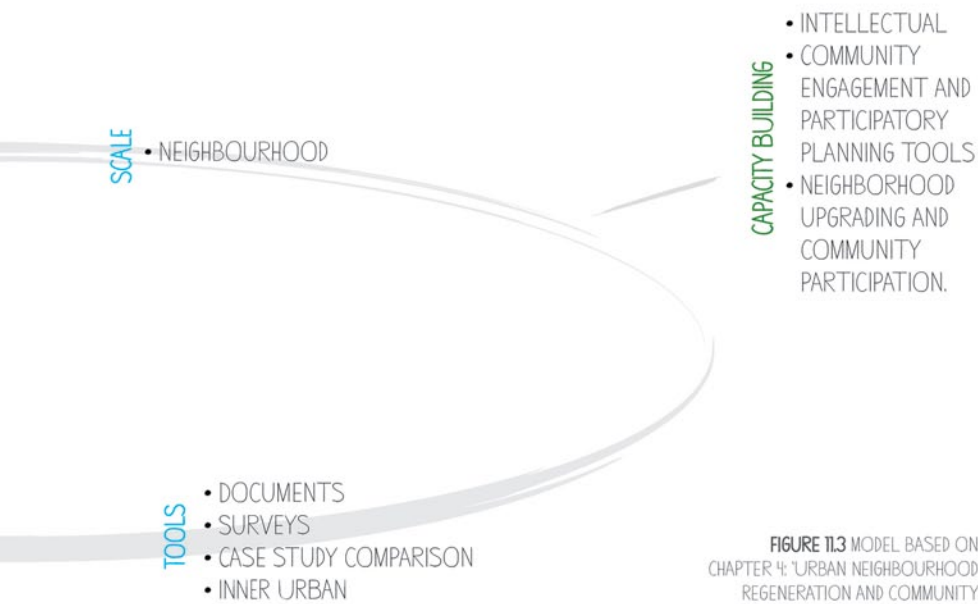 SCALE
• NEIGHBOURHOOD
CAPACITY BUILDING
• INTELLECTUAL
• COMMUNITY
ENGAGEMENT AND
PARTICIPATORY
PLANNING TOOLS
• NEIGHBORHOOD
UPGRADING AND
COMMUNITY
PARTICIPATION.
TOOLS
• DOCUMENTS
• SURVEYS
• CASE STUDY COMPARISON
• INNER URBAN
FIGURE 11.3 MODEL BASED ON
CHAPTER 4: 'URBAN NEIGHBOURHOOD
REGENERATION AND COMMUNITY